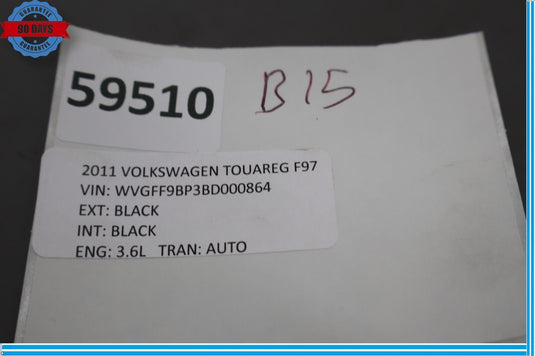 GUARANTEE
90 DAYS
GUARANTEE
59510
B15
2011 VOLKSWAGEN TOUAREG F97
VIN: WVGFF9BP3BD000864
EXT: BLACK
INT: BLACK
ENG: 3.6L TRAN: AUTO